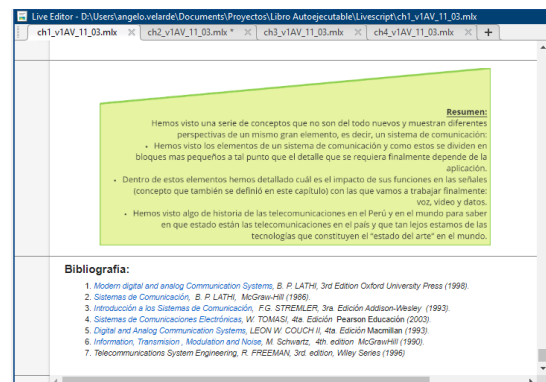 Live Editor - D:\Users\angelo.velarde\Documents\Proyectos\Libro Autoejecutable\Livescript\ch1_v1AV_11_03.mlx
ch1_v1AV_11_03.mlx × ch2_v1AV_11_03.mlx * × ch3_v1AV_11_03.mlx × ch4_v1AV_11_03.mlx × +
Resumen:
Hemos visto una serie de conceptos que no son del todo nuevos y muestran diferentes
perspectivas de un mismo gran elemento, es decir, un sistema de comunicación:
• Hemos visto los elementos de un sistema de comunicación y como estos se dividen en
bloques mas pequeños a tal punto que el detalle que se requiera finalmente depende de la
aplicación.
• Dentro de estos elementos hemos detallado cuál es el impacto de sus funciones en las señales
(concepto que también se definió en este capítulo) con las que vamos a trabajar finalmente:
voz, video y datos.
• Hemos visto algo de historia de las telecomunicaciones en el Perú y en el mundo para saber
en que estado están las telecomunicaciones en el país y que tan lejos estamos de las
tecnologías que constituyen el "estado del arte" en el mundo.
Bibliografía:
1. Modern digital and analog Communication Systems, B. P. LATHI, 3rd Edition Oxford University Press (1998).
2. Sistemas de Comunicación, B. P. LATHI, McGraw-Hill (1986).
3. Introducción a los Sistemas de Comunicación, F.G. STREMLER, 3ra. Edición Addison-Wesley (1993).
4. Sistemas de Comunicaciones Electrónicas, W. TOMASI, 4ta. Edición Pearson Educación (2003).
5. Digital and Analog Communication Systems, LEON W. COUCH II, 4ta. Edición Macmillan (1993).
6. Information, Transmision , Modulation and Noise, M. Schwartz, 4th. edition McGrawHill (1990).
7. Telecommunications System Engineering, R. FREEMAN, 3rd. edition, Wiley Series (1996)